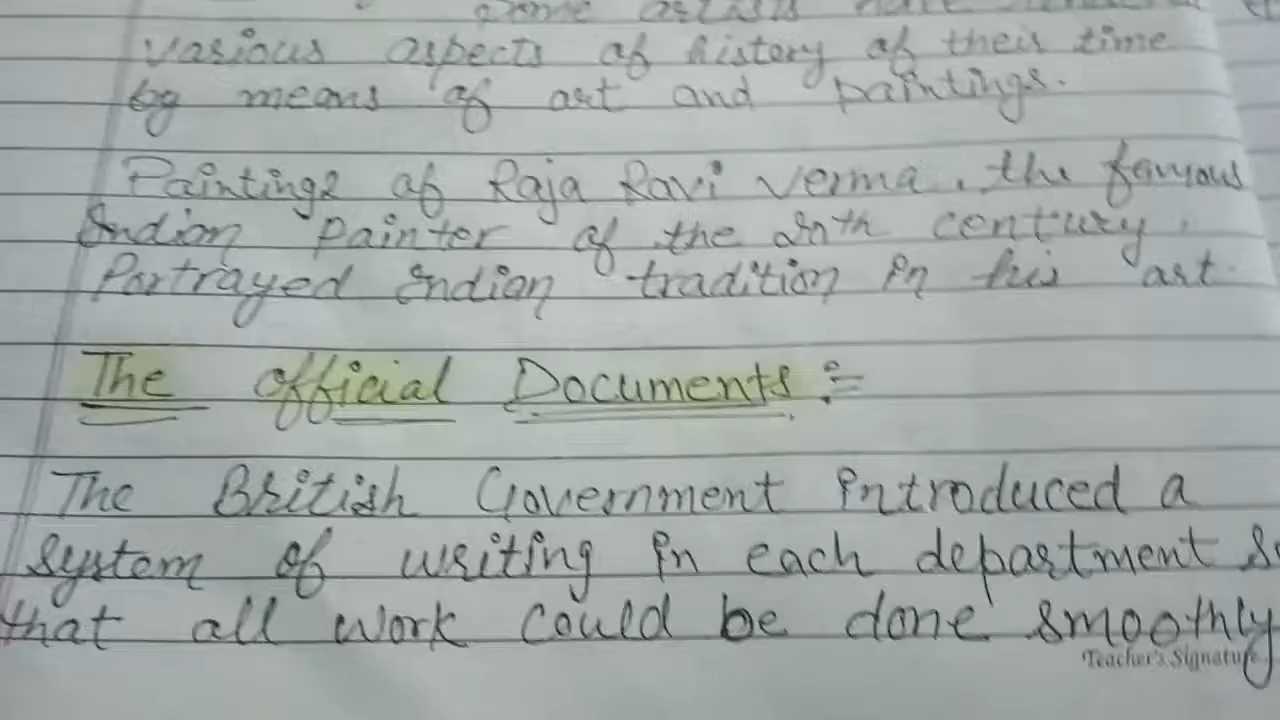 various aspects of history of their time
by means of art and paintings.
Paintings of Raja Ravi Verma, the famous
Indian Painter of the century,
Portrayed Indian tradition in his art.
The Official Documents :=
The British Government introduced a
system of writing in each department
that all work could be done smoothly
Teacher's Signature